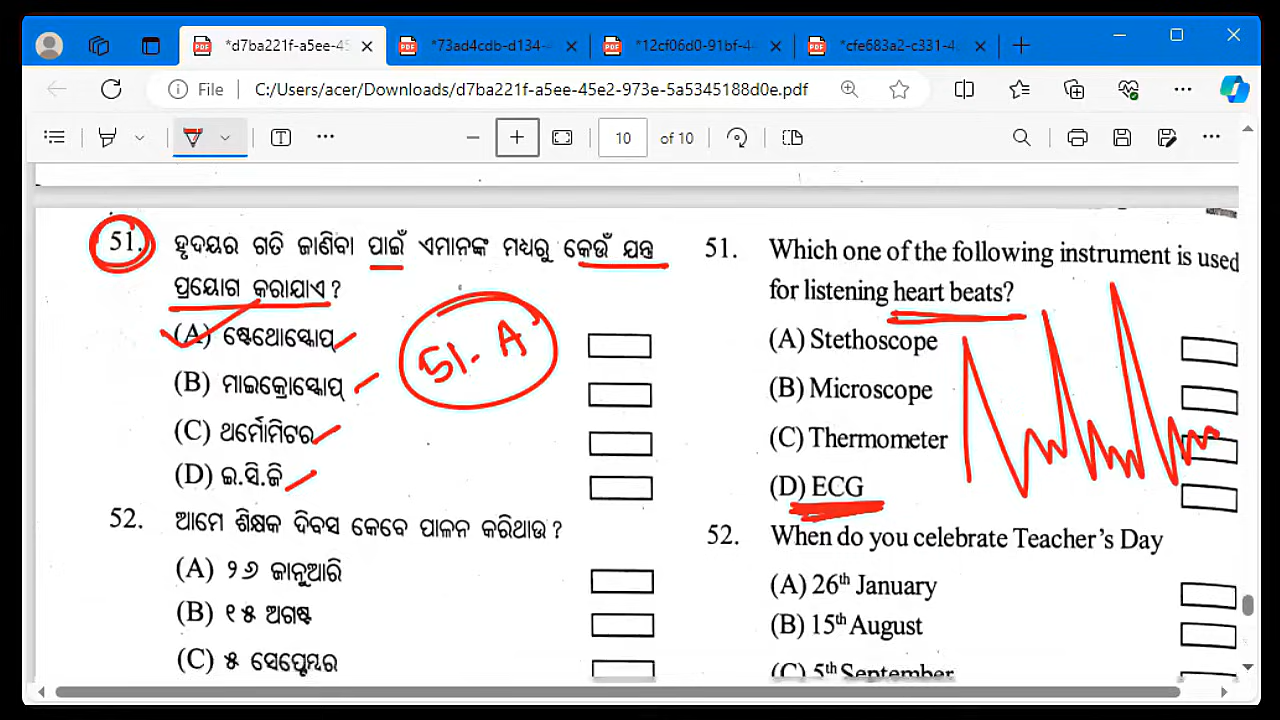 *d7ba221f-a5ee-45
*73ad4cdb-d134-
*12cf06d0-91bf-4
*cfe683a2-c331-4
File
C:/Users/acer/Downloads/d7ba221f-a5ee-45e2-973e-5a5345188d0e.pdf
10 of 10
51. ହୃଦୟର ଗତି ଜାଣିବା ପାଇଁ ଏମାନଙ୍କ ମଧ୍ୟରୁ କେଉଁ ଯନ୍ତ୍ର
ପ୍ରୟୋଗ କରାଯାଏ?
(A) ଷ୍ଟେଥୋସ୍କୋପ୍
(B) ମାଇକ୍ରୋସ୍କୋପ୍
(C) ଥର୍ମୋମିଟର
(D) ଇ.ସି.ଜି
51- A
52. ଆମେ ଶିକ୍ଷକ ଦିବସ କେବେ ପାଳନ କରିଥାଉ?
(A) ୨୬ ଜାନୁଆରି
(B) ୧୫ ଅଗଷ୍ଟ
(C) ୫ ସେପ୍ଟେମ୍ବର
51. Which one of the following instrument is used
for listening heart beats?
(A) Stethoscope
(B) Microscope
(C) Thermometer
(D) ECG
52. When do you celebrate Teacher's Day
(A) 26th January
(B) 15th August
(C) 5th September